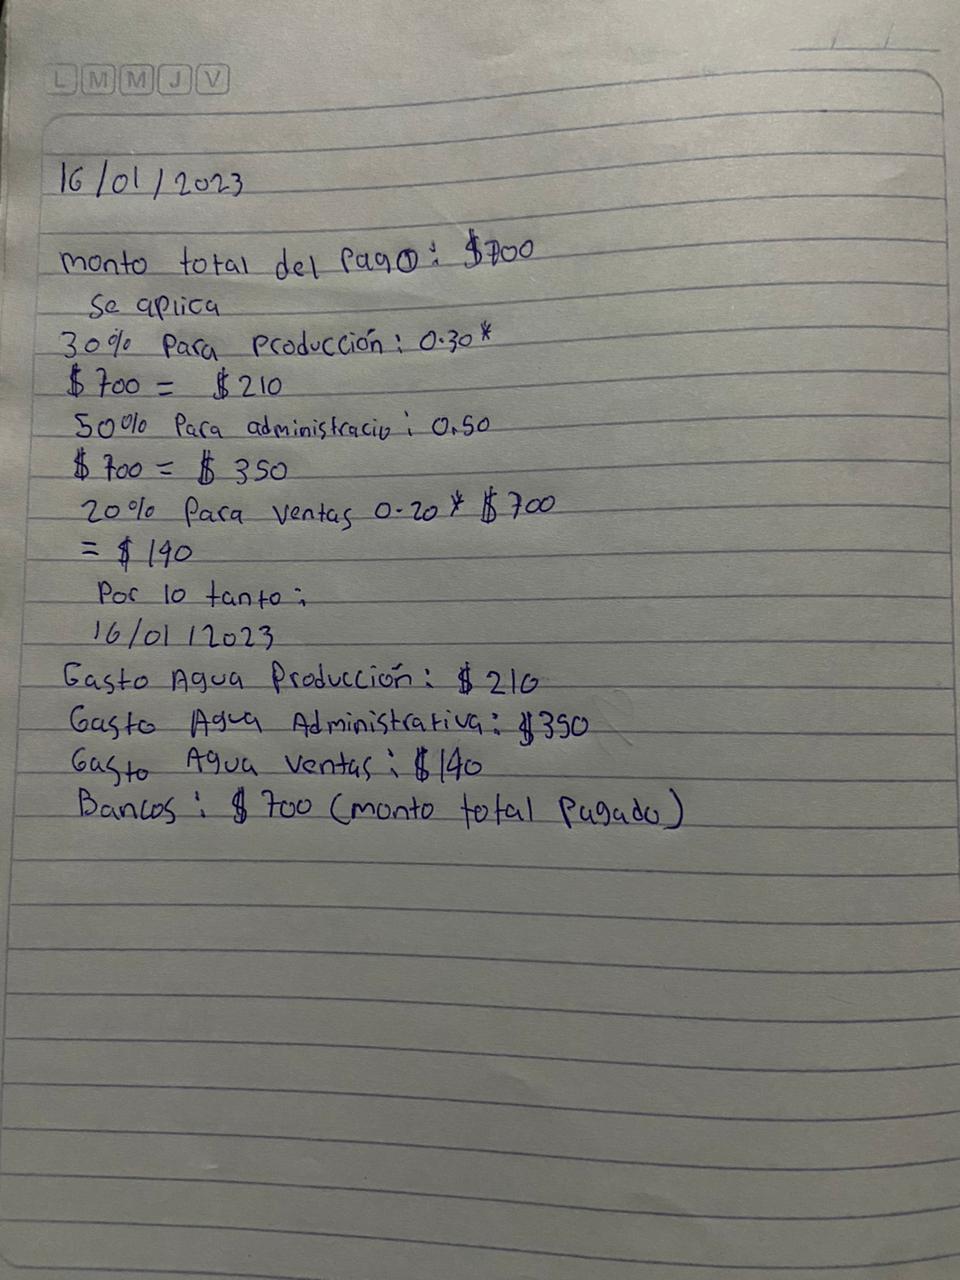 L M M J V
/ /
16/01/2023
monto total del Pago: $700
Se aplica
30% Para Producción: 0.30*
$700 = $210
50% Para administracio: 0.50
$700 = $ 350
20% Para ventas 0.20 * $700
= $140
Por lo tanto:
16/01/2023
Gasto Agua Producción: $210
Gasto Agua Administrativa: $350
Gasto Agua ventas: $140
Bancos: $700 (monto total Pagado)